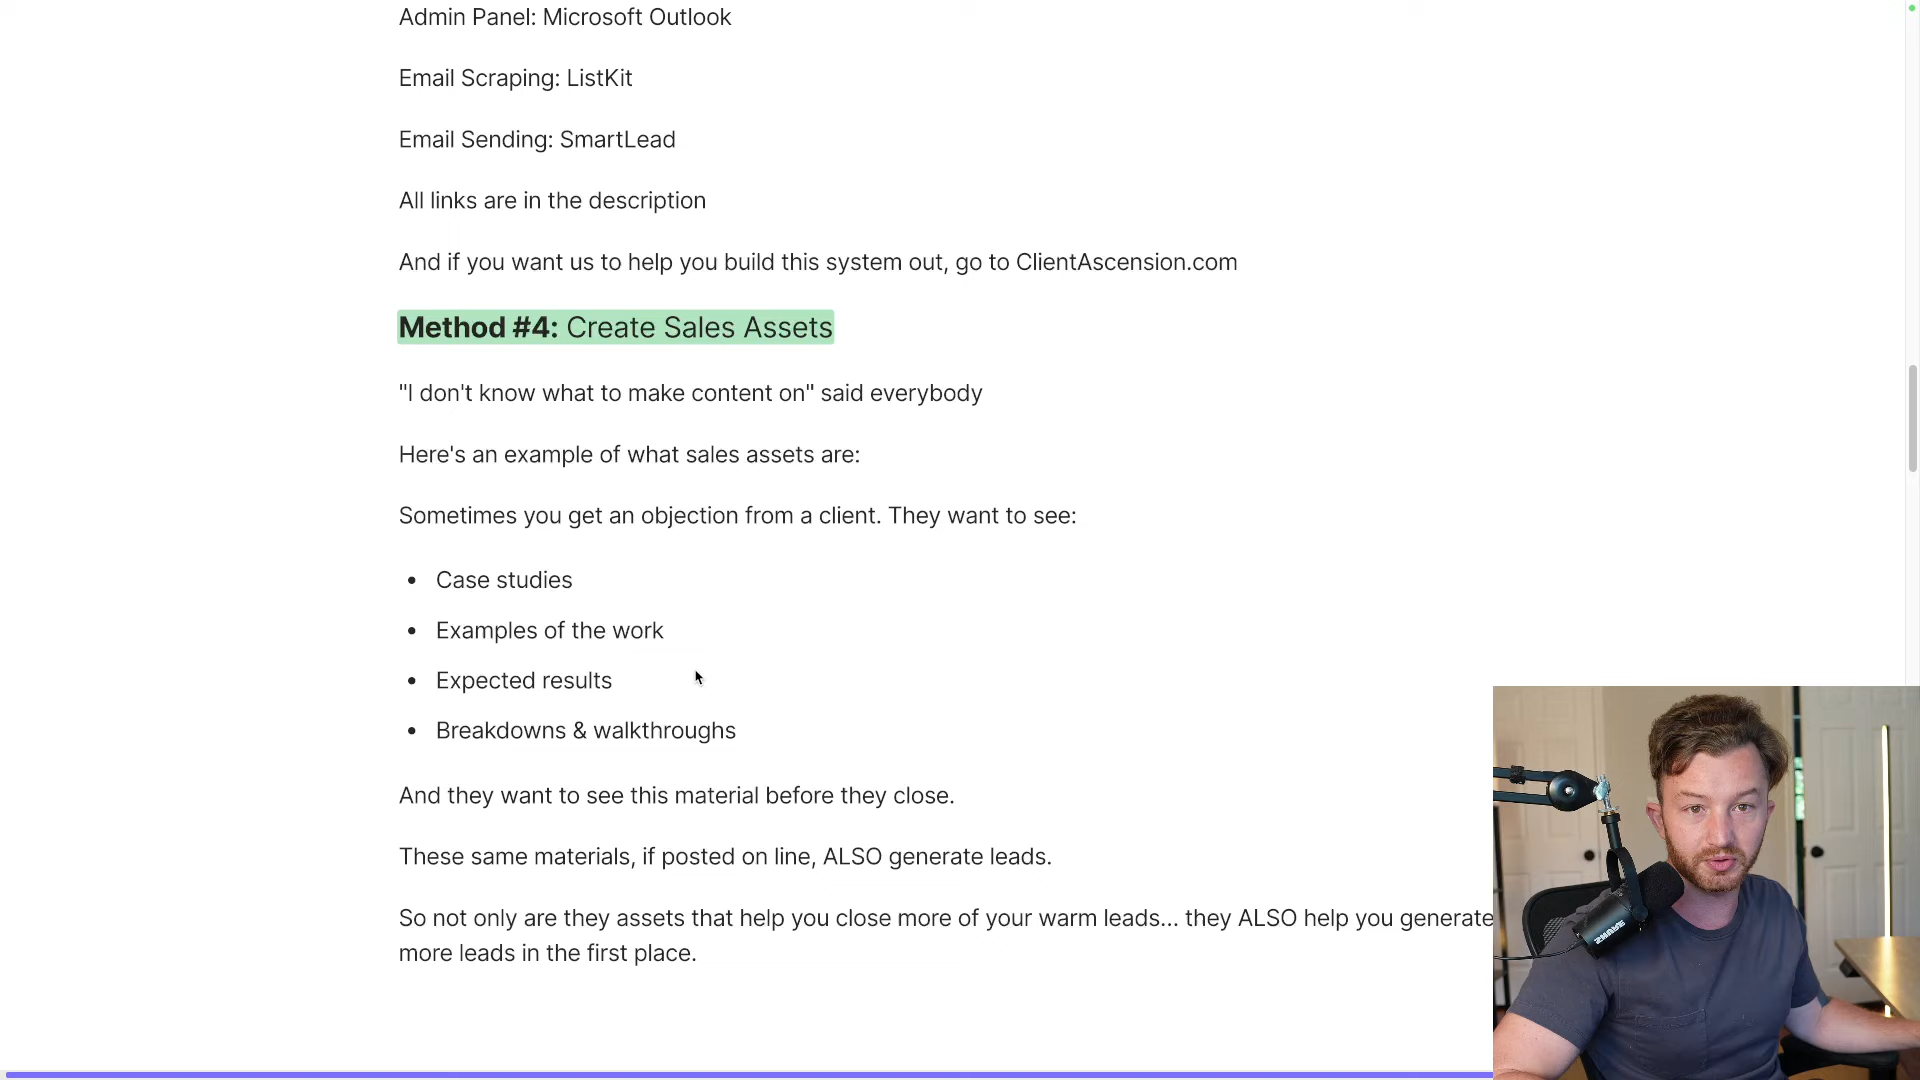 Admin Panel: Microsoft Outlook
Email Scraping: ListKit
Email Sending: SmartLead
All links are in the description
And if you want us to help you build this system out, go to ClientAscension.com
Method #4: Create Sales Assets
"I don't know what to make content on" said everybody
Here's an example of what sales assets are:
Sometimes you get an objection from a client. They want to see:
• Case studies
• Examples of the work
• Expected results
• Breakdowns & walkthroughs
And they want to see this material before they close.
These same materials, if posted on line, ALSO generate leads.
So not only are they assets that help you close more of your warm leads... they ALSO help you generate
more leads in the first place.
SHURE